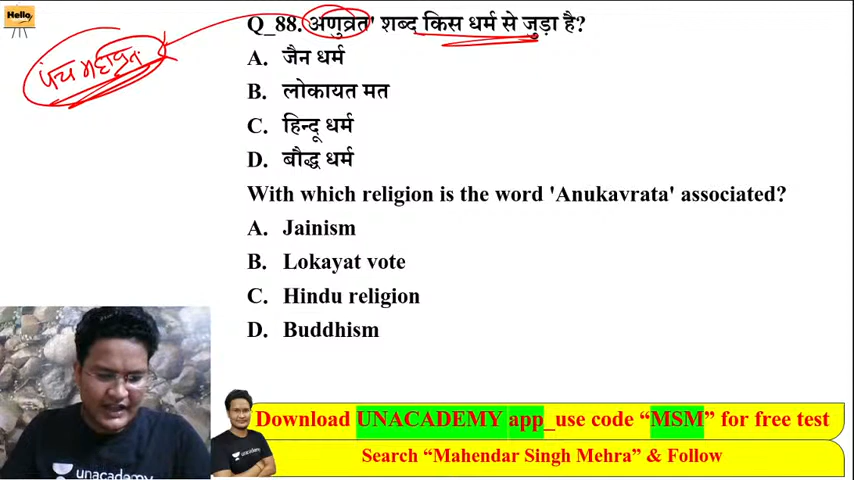 Hello
Q_88. अणुव्रत' शब्द किस धर्म से जुड़ा है?
पंच महाव्रत
A. जैन धर्म
B. लोकायत मत
C. हिन्दू धर्म
D. बौद्ध धर्म
With which religion is the word 'Anukavrata' associated?
A. Jainism
B. Lokayat vote
C. Hindu religion
D. Buddhism
unacademy
Download UNACADEMY app_use code “MSM” for free test
Search “Mahendar Singh Mehra” & Follow